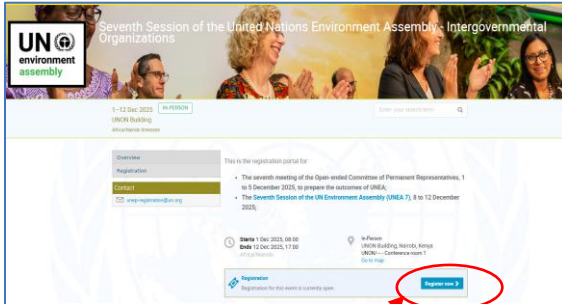 Seventh Session of the United Nations Environment Assembly - Intergovernmental
Organizations
UN
environment
assembly
1–12 Dec 2025 IN-PERSON
UNON Building
Africa/Nairobi timezone
Enter your search term
Overview
Registration
Contact
unep-registration@un.org
This is the registration portal for
• The seventh meeting of the Open-ended Committee of Permanent Representatives, 1
to 5 December 2025, to prepare the outcomes of UNEA;
• The Seventh Session of the UN Environment Assembly (UNEA 7), 8 to 12 December
2025;
Starts 1 Dec 2025, 08:00
Ends 12 Dec 2025, 17:00
Africa/Nairobi
In-Person
UNON Building, Nairobi, Kenya
UNON/---- Conference room 1
Go to map
Registration
Registration for this event is currently open.
Register now